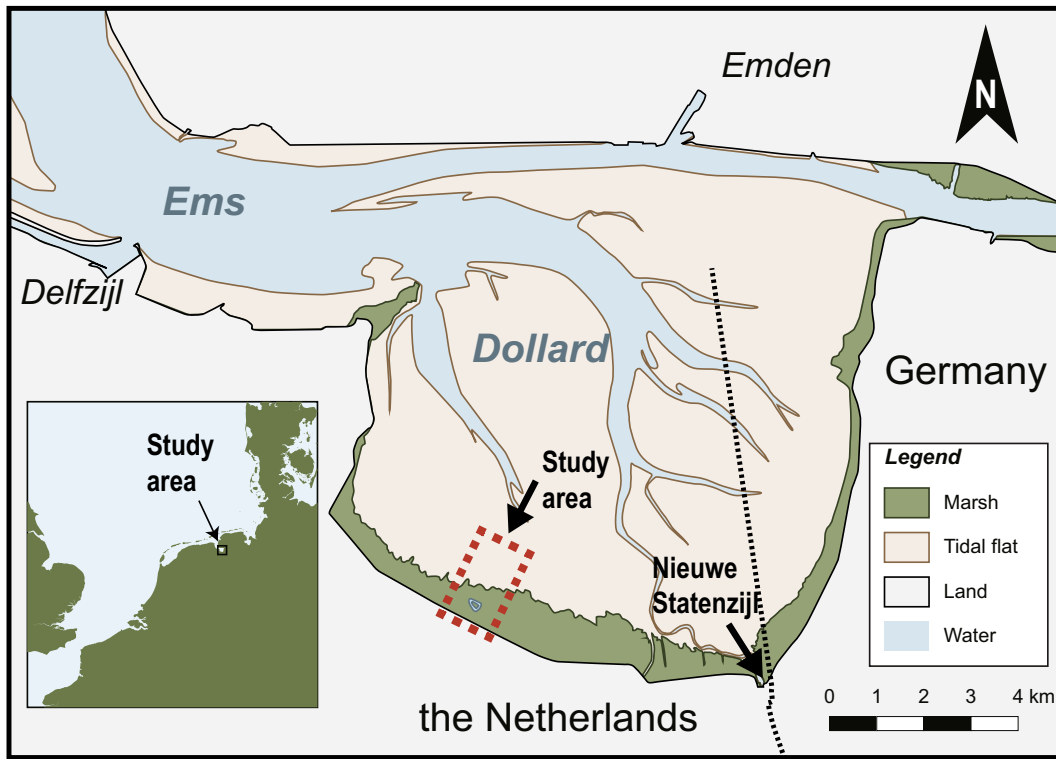 Emden
N
Ems
Delfzijl
Dollard
Germany
Study
area
Study
area
Legend
Marsh
Tidal flat
Land
Water
Nieuwe
Statenzijl
0 1 2 3 4 km
the Netherlands